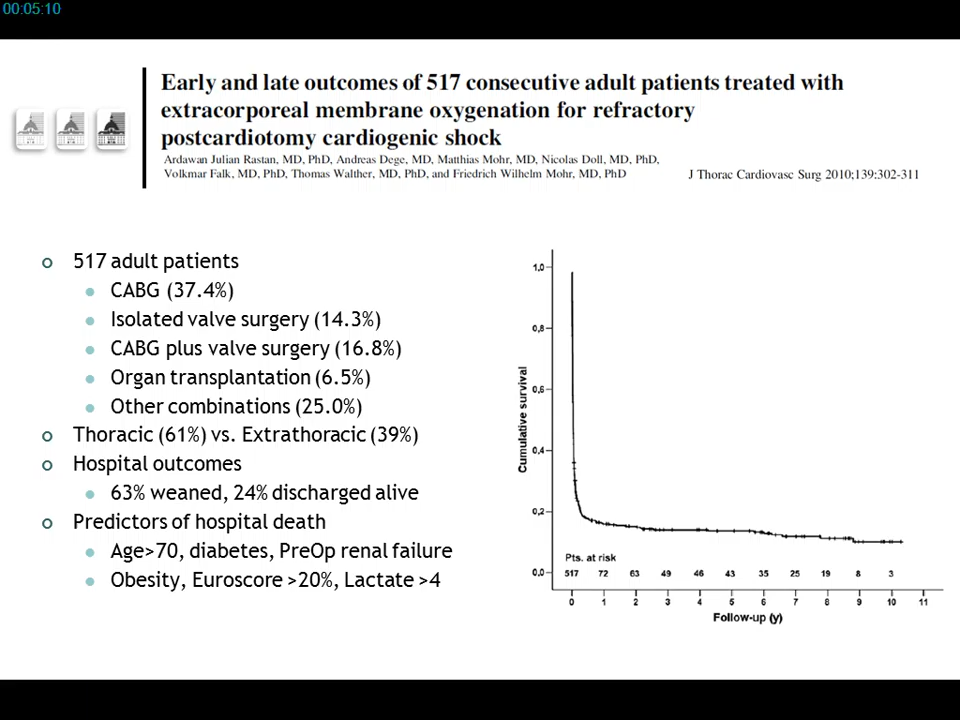 00:05:10
Early and late outcomes of 517 consecutive adult patients treated with
extracorporeal membrane oxygenation for refractory
postcardiotomy cardiogenic shock
Ardawan Julian Rastan, MD, PhD, Andreas Dege, MD, Matthias Mohr, MD, Nicolas Doll, MD, PhD,
Volkmar Falk, MD, PhD, Thomas Walther, MD, PhD, and Friedrich Wilhelm Mohr, MD, PhD
J Thorac Cardiovasc Surg 2010;139:302-311
517 adult patients
CABG (37.4%)
Isolated valve surgery (14.3%)
CABG plus valve surgery (16.8%)
Organ transplantation (6.5%)
Other combinations (25.0%)
Thoracic (61%) vs. Extrathoracic (39%)
Hospital outcomes
63% weaned, 24% discharged alive
Predictors of hospital death
Age>70, diabetes, PreOp renal failure
Obesity, Euroscore >20%, Lactate >4
Cumulative survival
1,0
0,8
0,6
0,4
0,2
0,0
Pts. at risk
517 72 63 49 46 43 35 25 19 8 3
0 1 2 3 4 5 6 7 8 9 10 11
Follow-up (y)